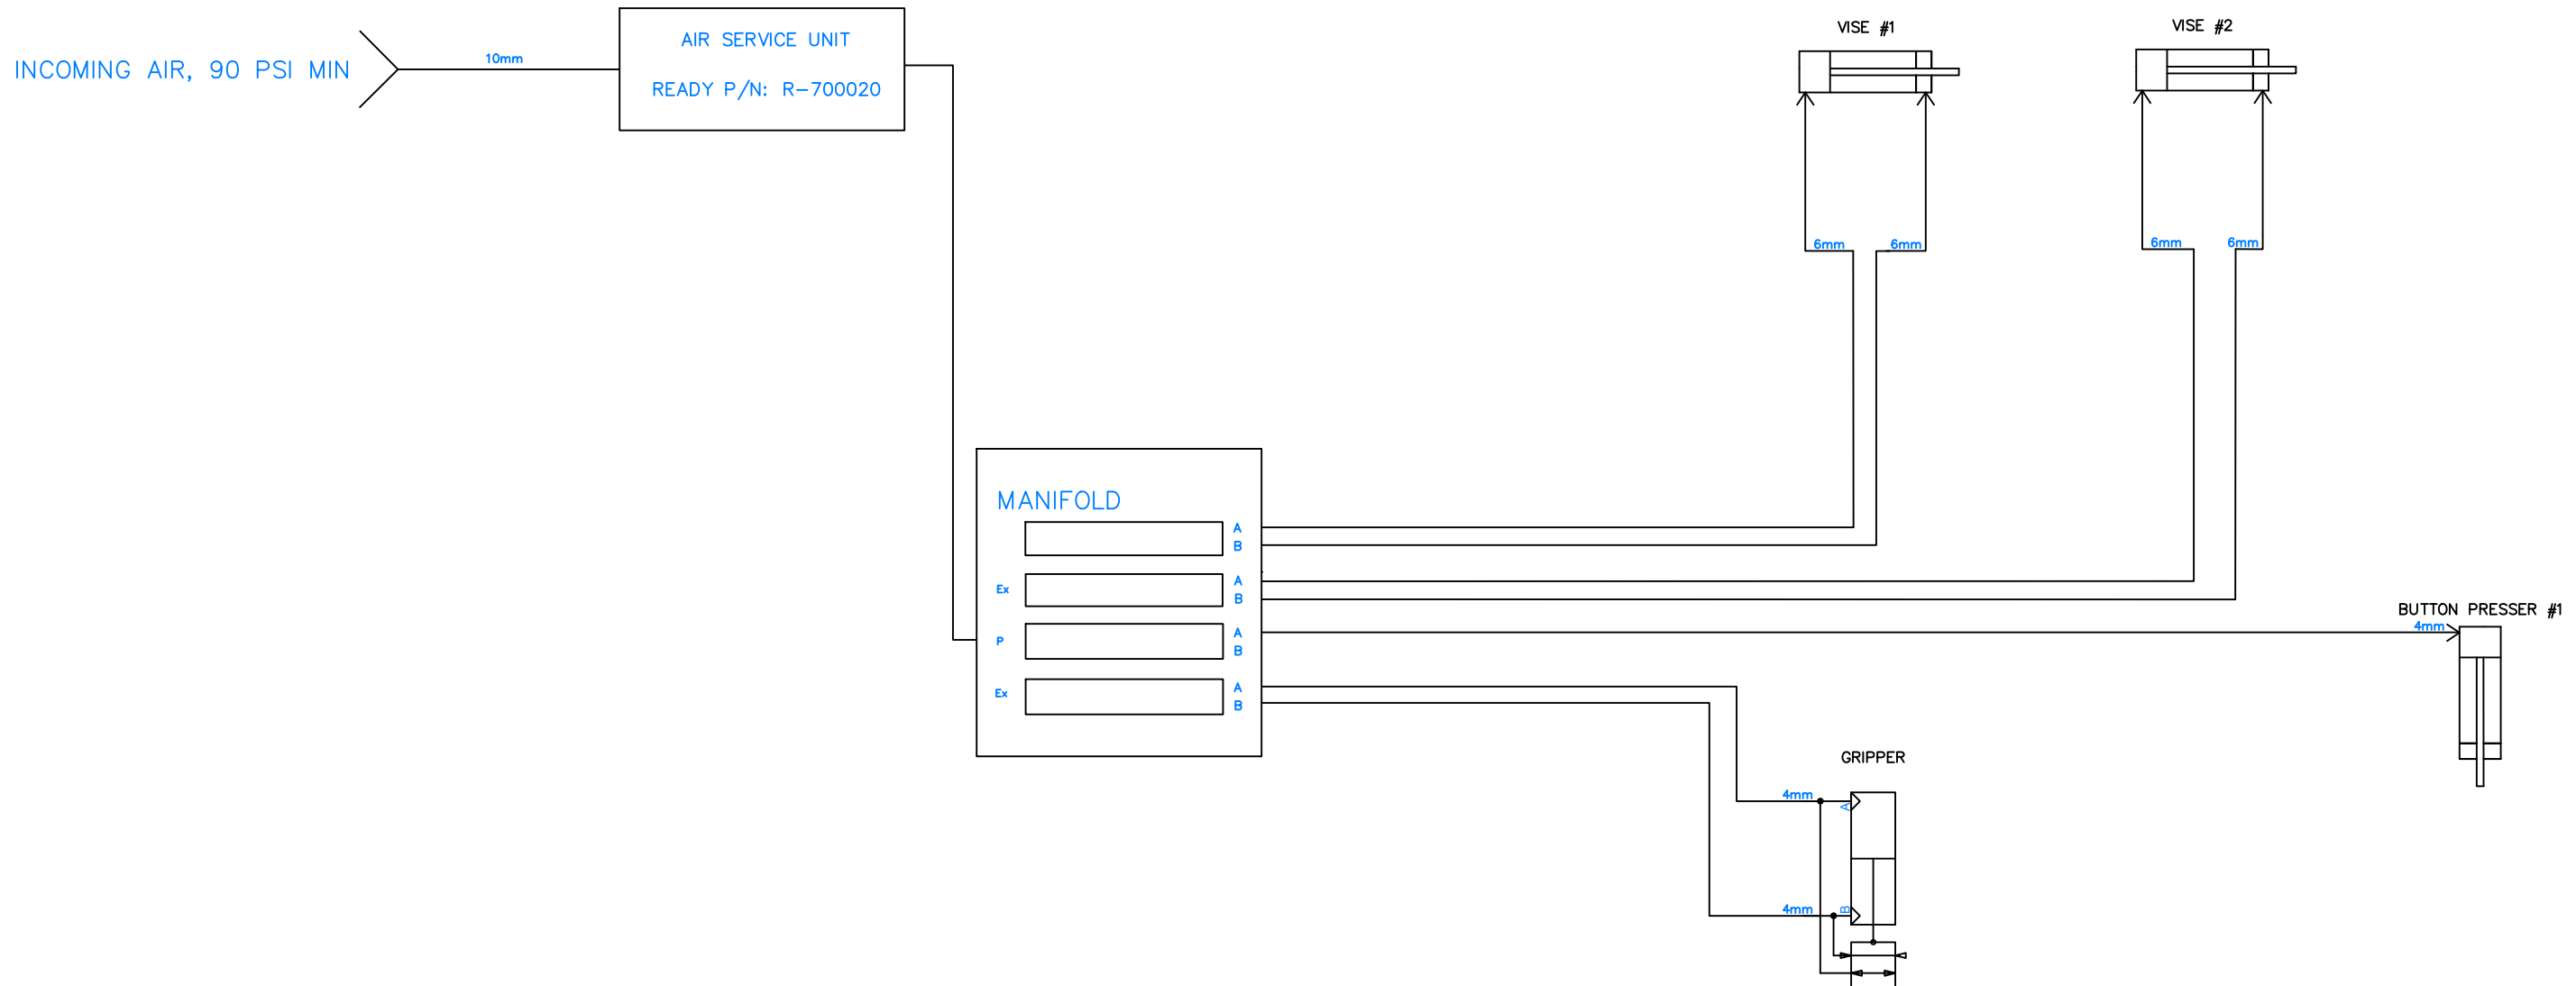 INCOMING AIR, 90 PSI MIN
10mm
AIR SERVICE UNIT
READY P/N: R-700020
VISE #1
6mm
6mm
VISE #2
6mm
6mm
MANIFOLD
A
B
Ex
A
B
P
A
B
Ex
A
B
BUTTON PRESSER #1
4mm
GRIPPER
4mm
A
4mm
B